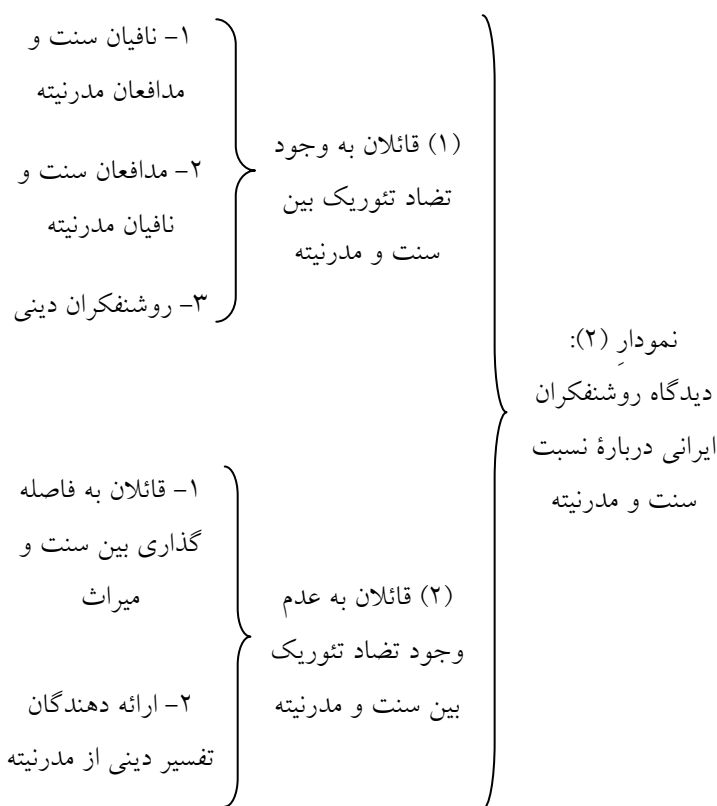 نمودارِ (۲):
دیدگاه روشنفکران
ایرانی دربارۀ نسبت
سنت و مدرنیته
(۱) قائلان به وجود
تضاد تئوریک بین
سنت و مدرنیته
۱- نافیان سنت و
مدافعان مدرنیته
۲- مدافعان سنت و
نافیان مدرنیته
۳- روشنفکران دینی
(۲) قائلان به عدم
وجود تضاد تئوریک
بین سنت و مدرنیته
۱- قائلان به فاصله
گذاری بین سنت و
میراث
۲- ارائه دهندگان
تفسیر دینی از مدرنیته